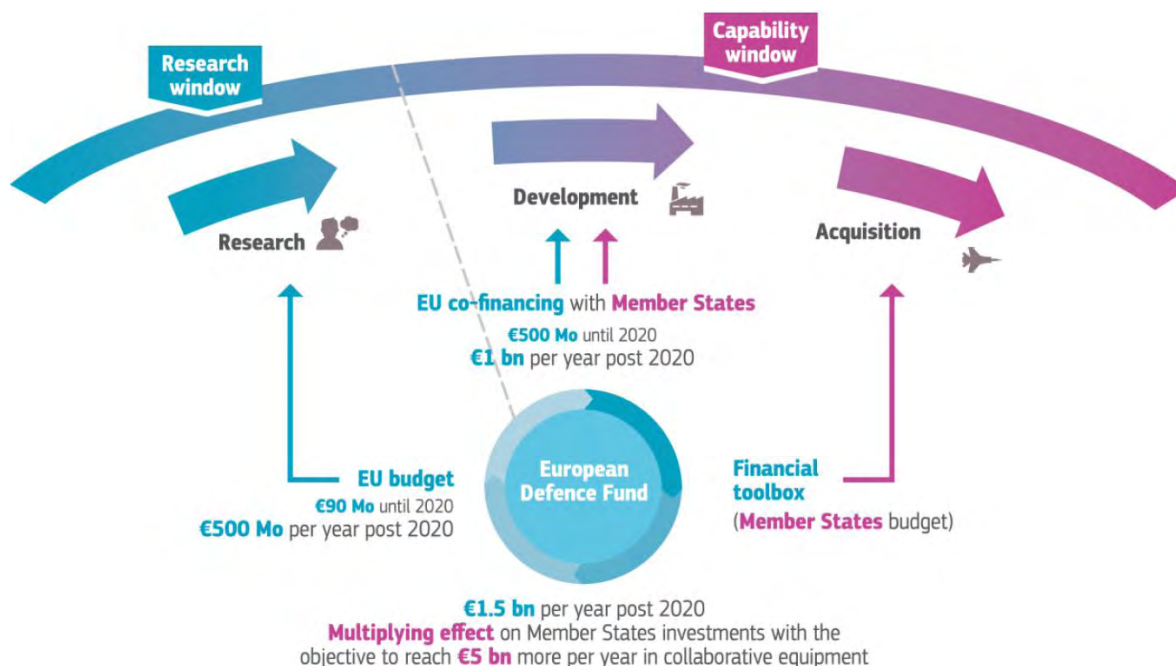 Research
window
Capability
window
Research
Development
Acquisition
EU co-financing with Member States
€500 Mo until 2020
€1 bn per year post 2020
EU budget
€90 Mo until 2020
€500 Mo per year post 2020
European
Defence Fund
Financial
toolbox
(Member States budget)
€1.5 bn per year post 2020
Multiplying effect on Member States investments with the
objective to reach €5 bn more per year in collaborative equipment